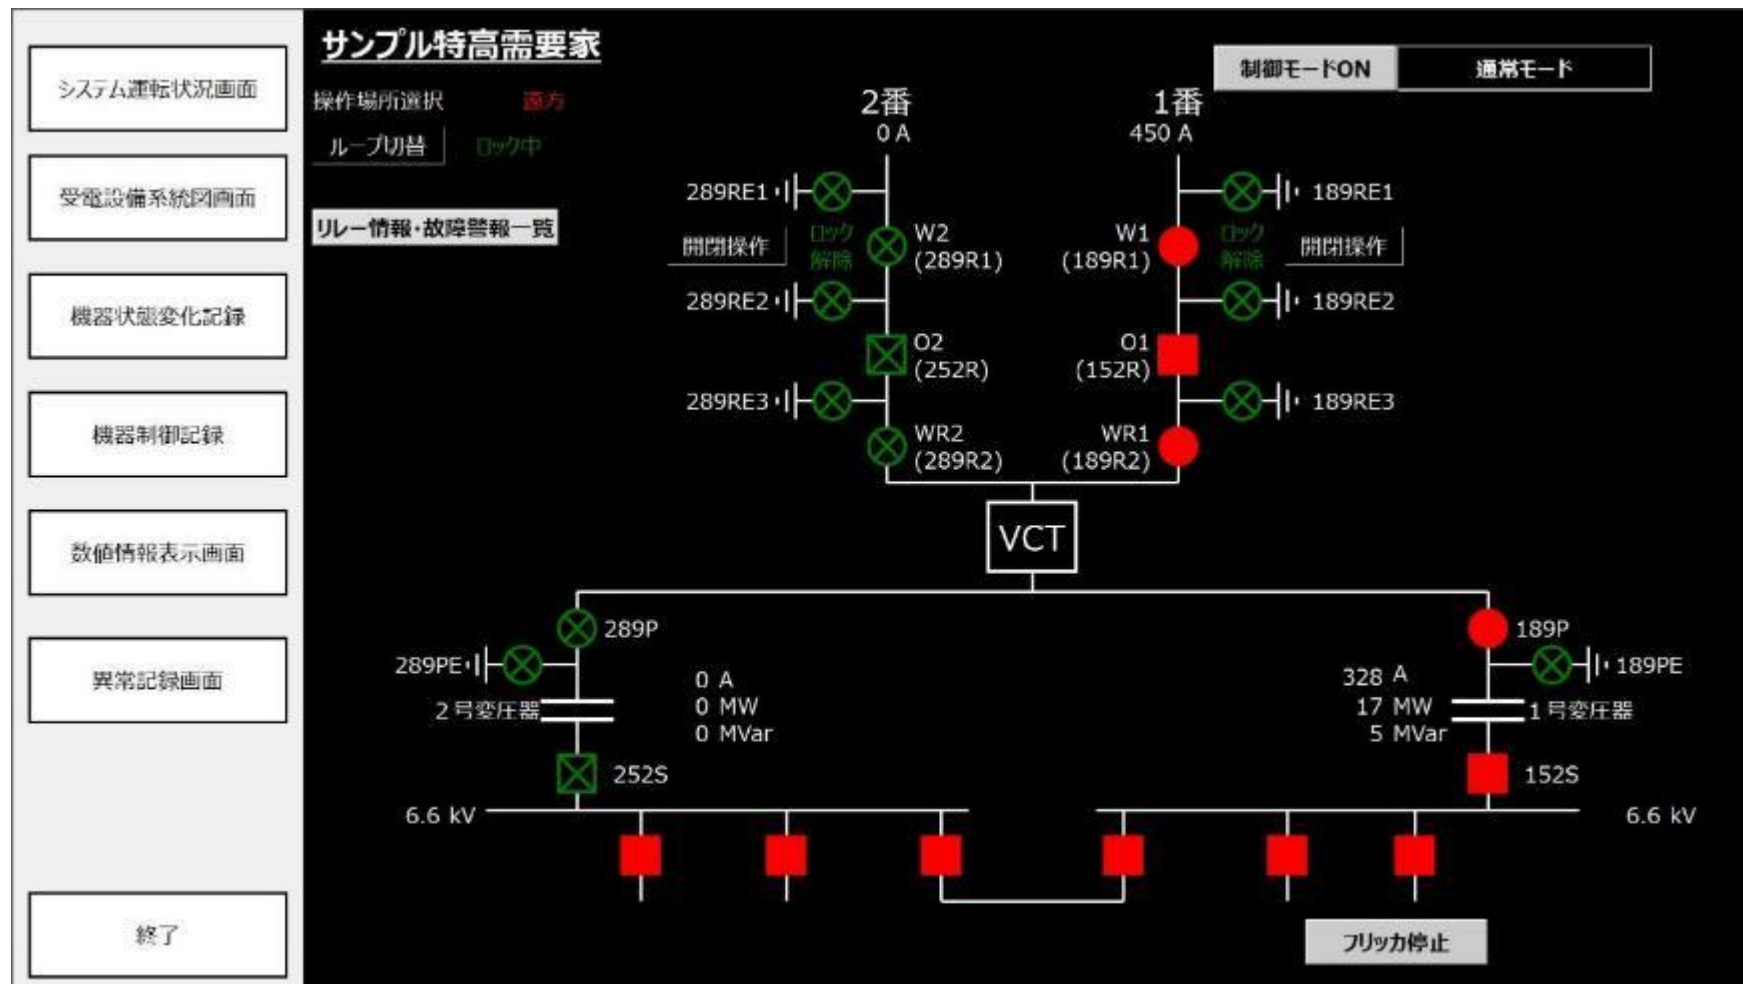 システム運転状況画面
受電設備系統図画面
機器状態変化記録
機器制御記録
数値情報表示画面
異常記録画面
終了
サンプル特高需要家
制御モードON
通常モード
操作場所選択
遠方
ループ切替
ロック中
リレー情報・故障警報一覧
2番
0 A
1番
450 A
289RE1
189RE1
開閉操作
ロック
解除
W2
(289R1)
W1
(189R1)
ロック
解除
開閉操作
289RE2
189RE2
O2
(252R)
O1
(152R)
289RE3
189RE3
WR2
(289R2)
WR1
(189R2)
VCT
289P
189P
289PE
189PE
2号変圧器
0 A
0 MW
0 MVar
328 A
17 MW
5 MVar
1号変圧器
252S
152S
6.6 kV
6.6 kV
フリッカ停止